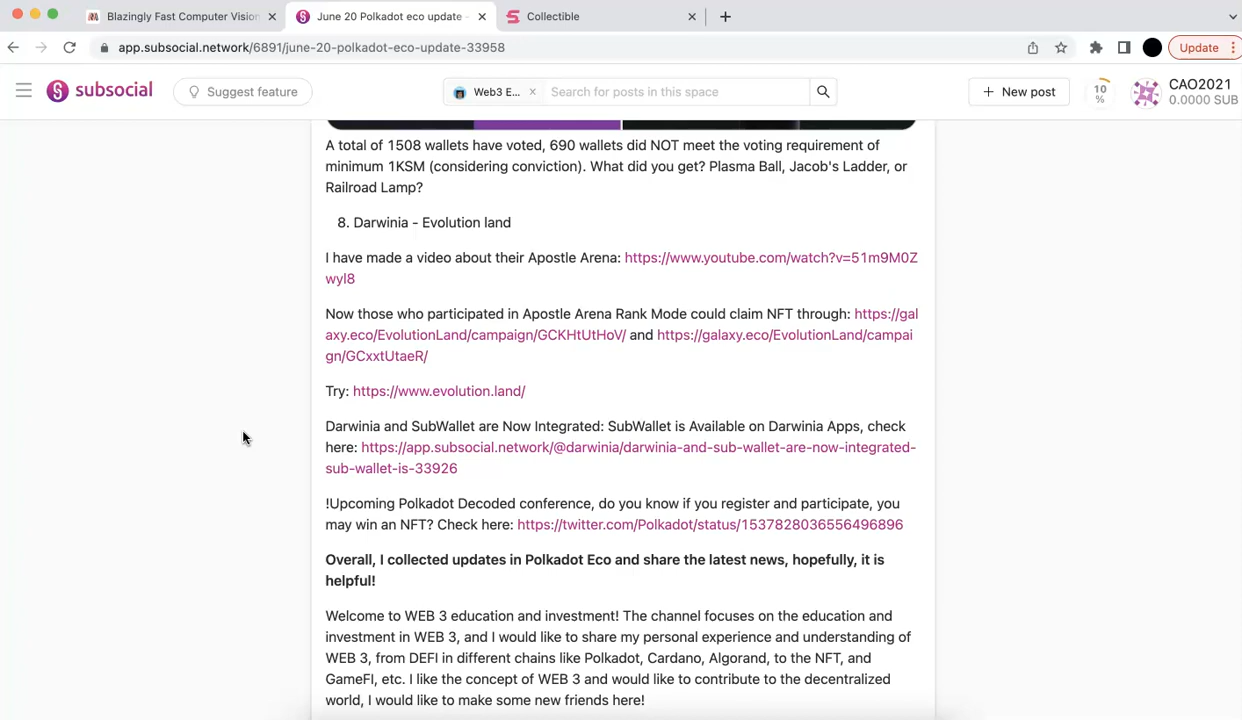 Blazingly Fast Computer Vision
June 20 Polkadot eco update -
Collectible
app.subsocial.network/6891/june-20-polkadot-eco-update-33958
Update
subsocial
Suggest feature
Web3 E...
Search for posts in this space
New post
10 %
CAO2021
0.0000 SUB
A total of 1508 wallets have voted, 690 wallets did NOT meet the voting requirement of
minimum 1KSM (considering conviction). What did you get? Plasma Ball, Jacob's Ladder, or
Railroad Lamp?
8. Darwinia - Evolution land
I have made a video about their Apostle Arena: https://www.youtube.com/watch?v=51m9M0Z
wyl8
Now those who participated in Apostle Arena Rank Mode could claim NFT through: https://gal
axy.eco/EvolutionLand/campaign/GCKHtUtHoV/ and https://galaxy.eco/EvolutionLand/campai
gn/GCxxtUtaeR/
Try: https://www.evolution.land/
Darwinia and SubWallet are Now Integrated: SubWallet is Available on Darwinia Apps, check
here: https://app.subsocial.network/@darwinia/darwinia-and-sub-wallet-are-now-integrated-
sub-wallet-is-33926
!Upcoming Polkadot Decoded conference, do you know if you register and participate, you
may win an NFT? Check here: https://twitter.com/Polkadot/status/1537828036556496896
Overall, I collected updates in Polkadot Eco and share the latest news, hopefully, it is
helpful!
Welcome to WEB 3 education and investment! The channel focuses on the education and
investment in WEB 3, and I would like to share my personal experience and understanding of
WEB 3, from DEFI in different chains like Polkadot, Cardano, Algorand, to the NFT, and
GameFI, etc. I like the concept of WEB 3 and would like to contribute to the decentralized
world, I would like to make some new friends here!